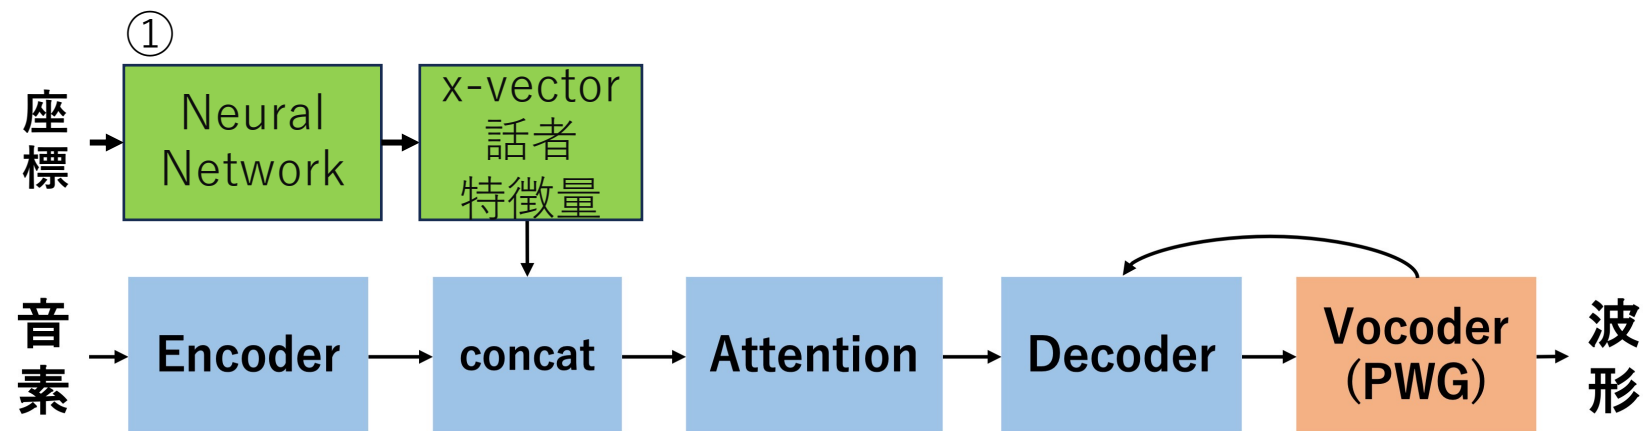 ①
座標
Neural
Network
x-vector
話者
特徴量
音素
Encoder
concat
Attention
Decoder
Vocoder
(PWG)
波形